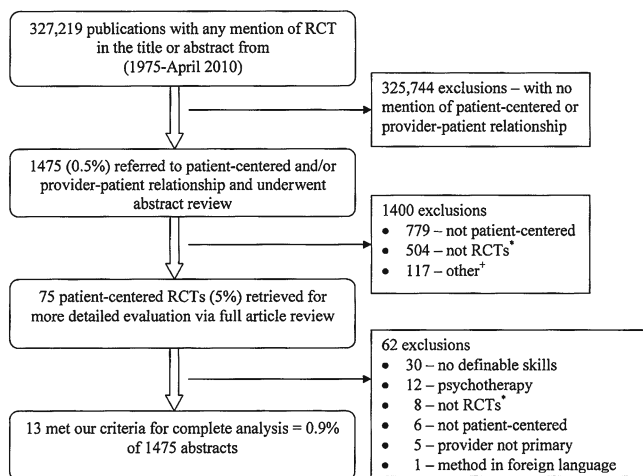 327,219 publications with any mention of RCT
in the title or abstract from
(1975-April 2010)
325,744 exclusions – with no
mention of patient-centered or
provider-patient relationship
1475 (0.5%) referred to patient-centered and/or
provider-patient relationship and underwent
abstract review
1400 exclusions
• 779 – not patient-centered
• 504 – not RCTs*
• 117 – other+
75 patient-centered RCTs (5%) retrieved for
more detailed evaluation via full article review
62 exclusions
• 30 – no definable skills
• 12 – psychotherapy
• 8 – not RCTs*
• 6 – not patient-centered
• 5 – provider not primary
• 1 – method in foreign language
13 met our criteria for complete analysis = 0.9%
of 1475 abstracts